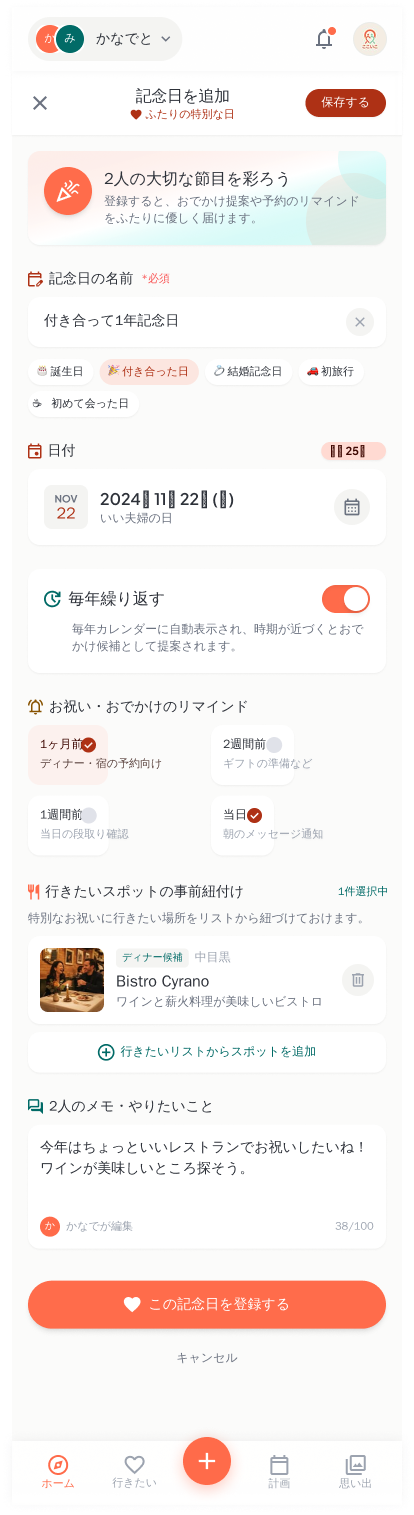 か み かなでと
ここいこ
記念日を追加
ふたりの特別な日
保存する
2人の大切な節目を彩ろう
登録すると、おでかけ提案や予約のリマインド
をふたりに優しく届けます。
記念日の名前 *必須
付き合って1年記念日
誕生日 付き合った日 結婚記念日 初旅行
初めて会った日
日付
25
NOV
22
2024 11 22 ( )
いい夫婦の日
毎年繰り返す
毎年カレンダーに自動表示され、時期が近づくとおで
かけ候補として提案されます。
お祝い・おでかけのリマインド
1ヶ月前
ディナー・宿の予約向け
2週間前
ギフトの準備など
1週間前
当日の段取り確認
当日
朝のメッセージ通知
行きたいスポットの事前紐付け 1件選択中
特別なお祝いに行きたい場所をリストから紐づけておけます。
ディナー候補 中目黒
Bistro Cyrano
ワインと薪火料理が美味しいビストロ
行きたいリストからスポットを追加
2人のメモ・やりたいこと
今年はちょっといいレストランでお祝いしたいね！
ワインが美味しいところ探そう。
か かなでが編集 38/100
この記念日を登録する
キャンセル
ホーム 行きたい 計画 思い出